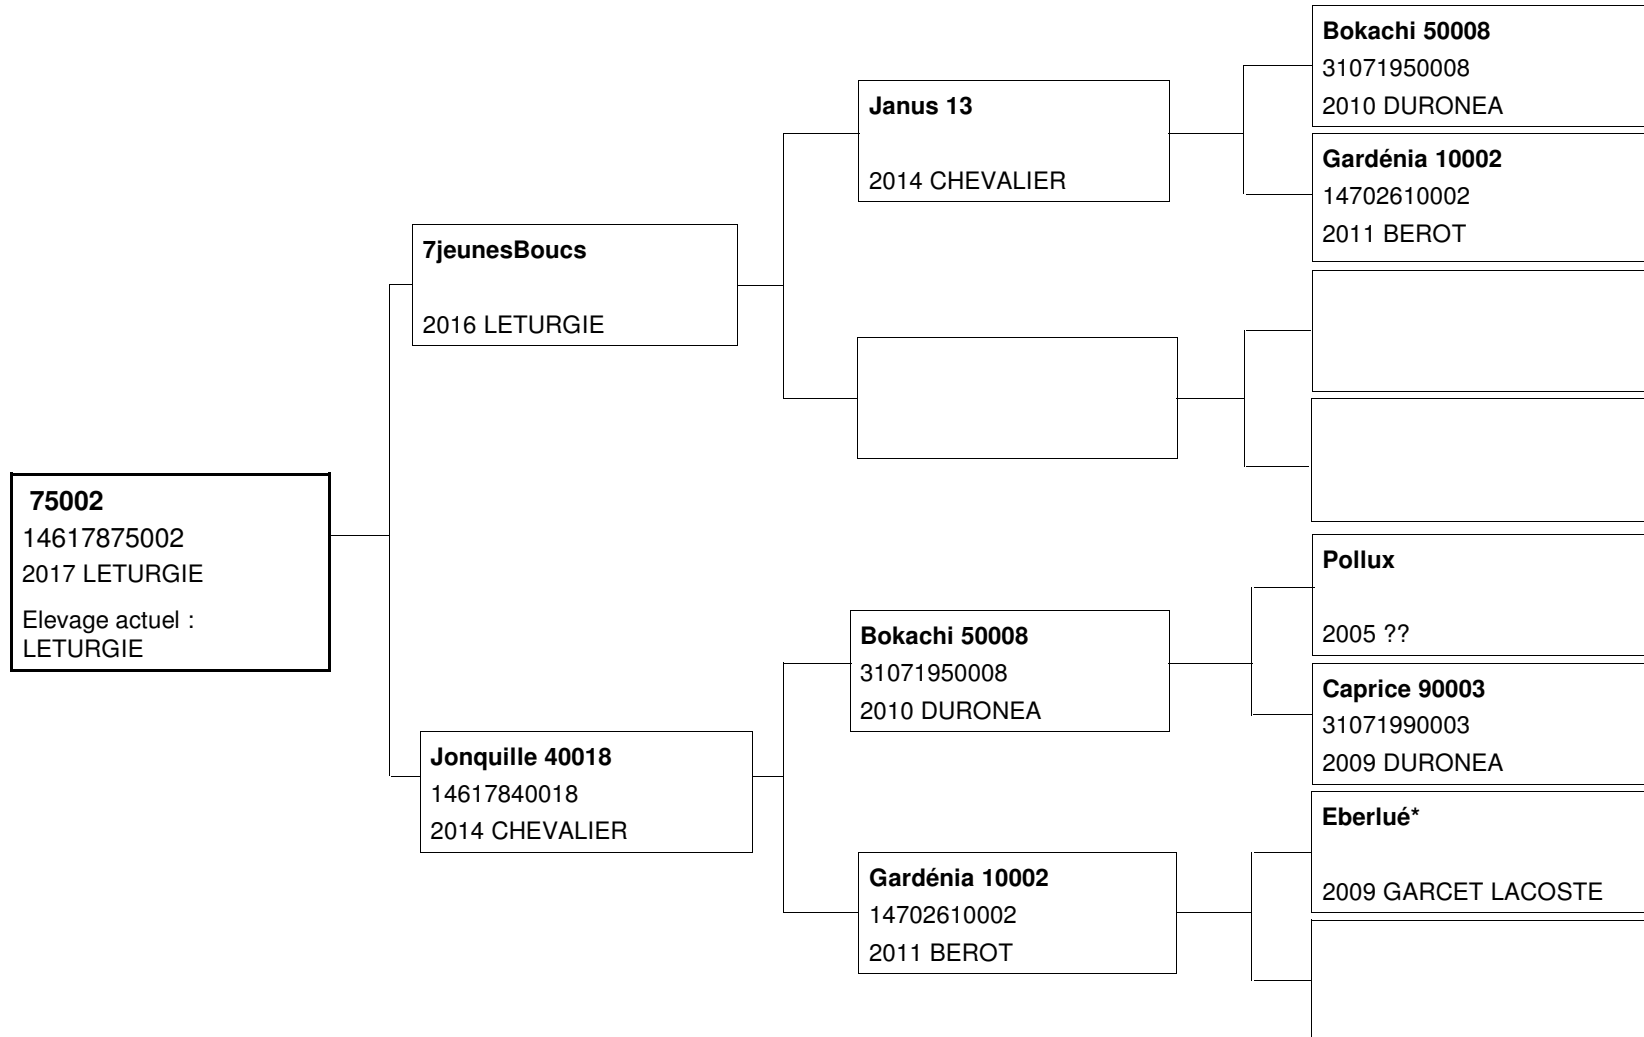 75002
14617875002
2017 LETURGIE
Elevage actuel :
LETURGIE
7jeunesBoucs
2016 LETURGIE
Jonquille 40018
14617840018
2014 CHEVALIER
Janus 13
2014 CHEVALIER
Bokachi 50008
31071950008
2010 DURONEA
Gardénia 10002
14702610002
2011 BEROT
Bokachi 50008
31071950008
2010 DURONEA
Gardénia 10002
14702610002
2011 BEROT
Pollux
2005 ??
Caprice 90003
31071990003
2009 DURONEA
Eberlué*
2009 GARCET LACOSTE